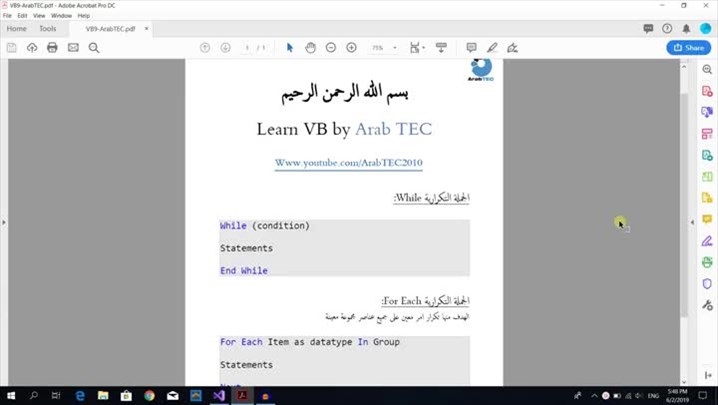 VB9-ArabTEC.pdf - Adobe Acrobat Pro DC
File Edit View Window Help
Home Tools VB9-ArabTEC.pdf ×
1 / 1 75% Share
ArabTEC
بسم الله الرحمن الرحيم
Learn VB by Arab TEC
Www.youtube.com/ArabTEC2010
الجملة التكرارية While:
While (condition)
Statements
End While
الجملة التكرارية For Each:
الهدف منها تكرار امر معين على جميع عناصر مجموعة معينة
For Each Item as datatype In Group
Statements
Next
5:48 PM
6/2/2019